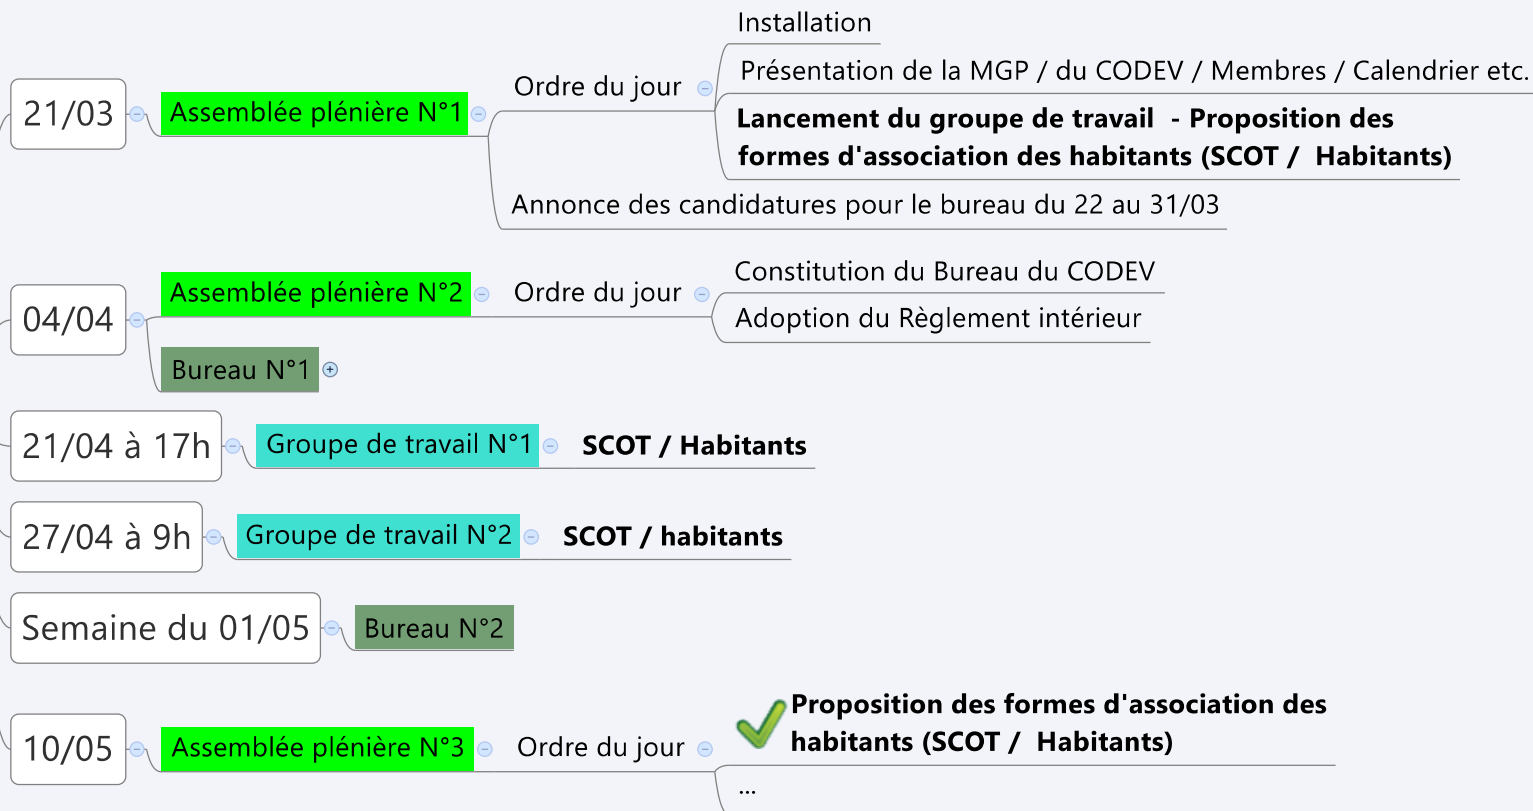 21/03
Assemblée plénière N°1
Ordre du jour
Installation
Présentation de la MGP / du CODEV / Membres / Calendrier etc.
Lancement du groupe de travail  - Proposition des
formes d'association des habitants (SCOT /  Habitants)
Annonce des candidatures pour le bureau du 22 au 31/03
04/04
Assemblée plénière N°2
Ordre du jour
Constitution du Bureau du CODEV
Adoption du Règlement intérieur
Bureau N°1
21/04 à 17h
Groupe de travail N°1
SCOT / Habitants
27/04 à 9h
Groupe de travail N°2
SCOT / habitants
Semaine du 01/05
Bureau N°2
10/05
Assemblée plénière N°3
Ordre du jour
Proposition des formes d'association des
habitants (SCOT /  Habitants)
...